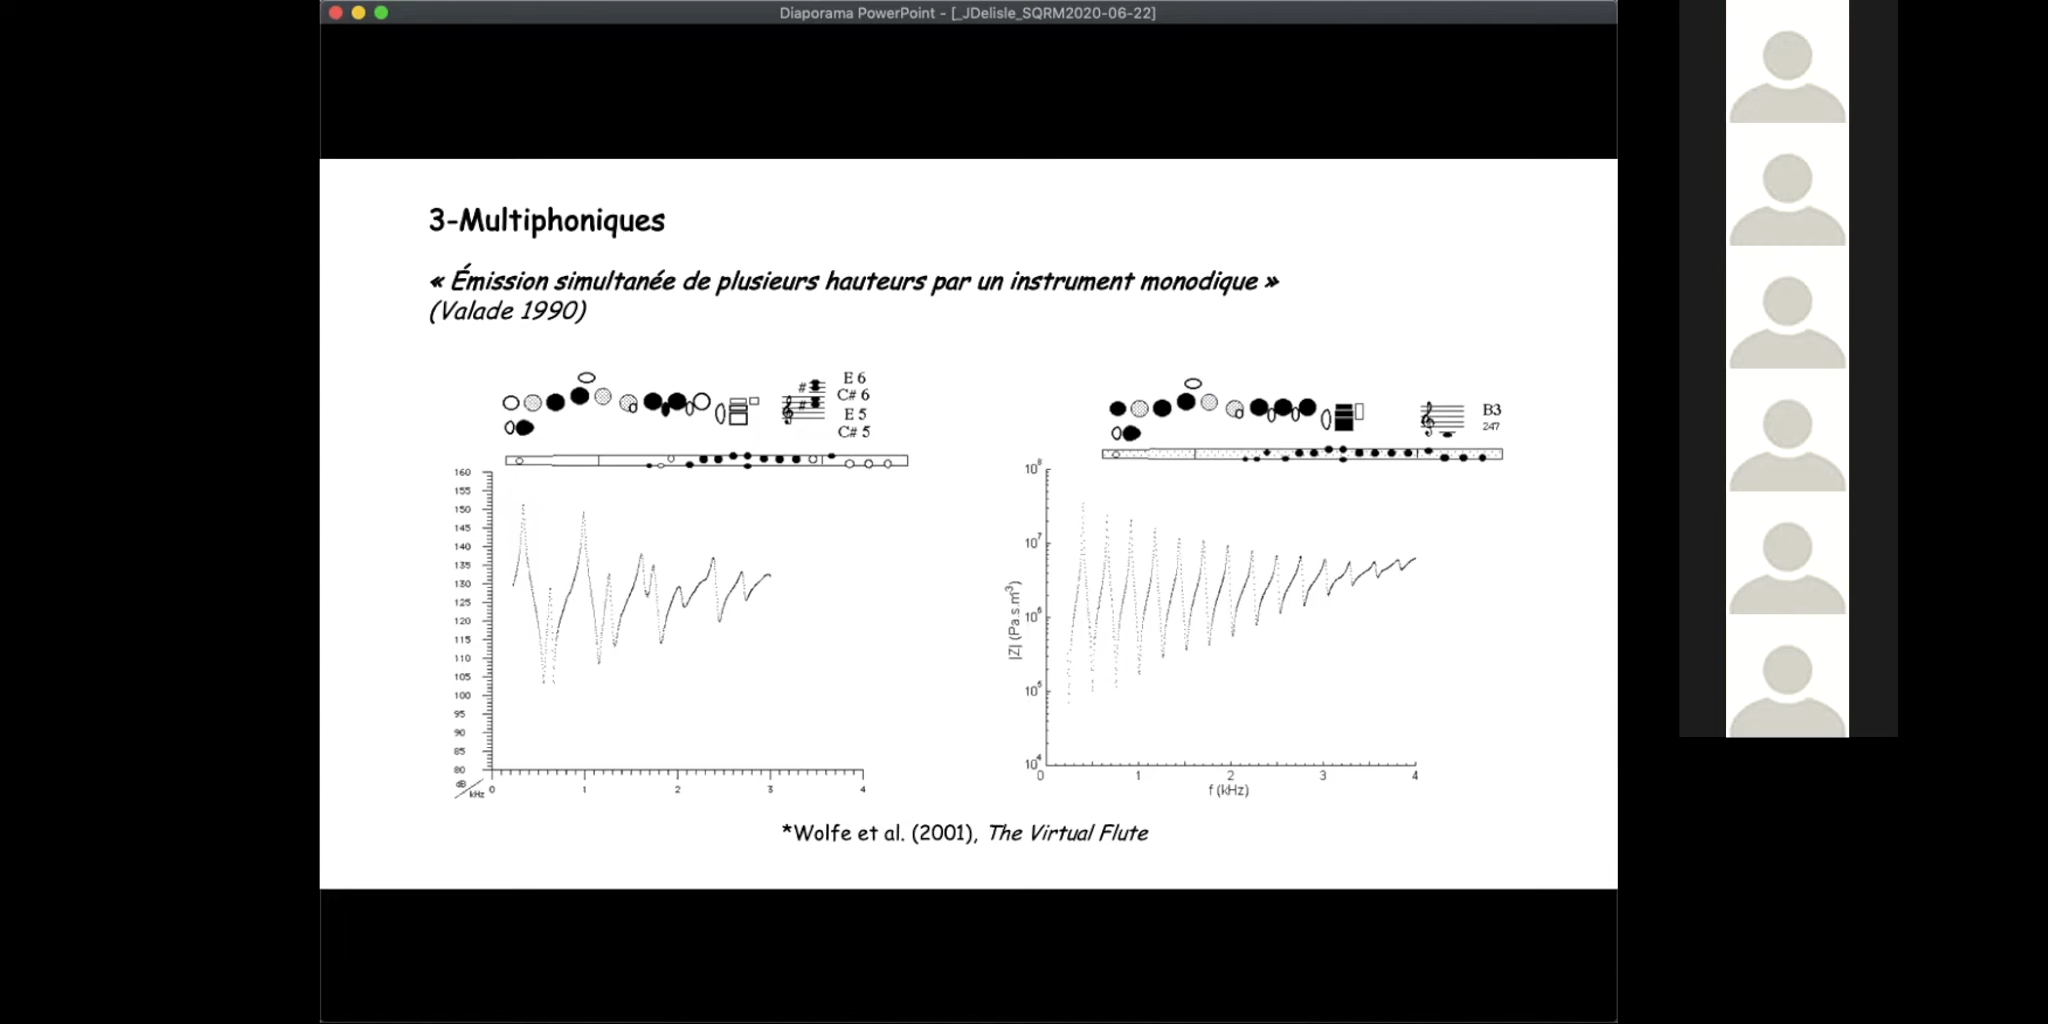 Diaporama PowerPoint - [_JDelisle_SQRM2020-06-22]
3-Multiphoniques
« Émission simultanée de plusieurs hauteurs par un instrument monodique »
(Valade 1990)
E 6
C# 6
E 5
C# 5
B3
247
160
155
150
145
140
135
130
125
120
115
110
105
100
95
90
85
80
dB
kHz
0 1 2 3 4
10⁸
10⁷
10⁶
10⁵
10⁴
|Z| (Pa.s.m³)
0 1 2 3 4
f (kHz)
*Wolfe et al. (2001), The Virtual Flute